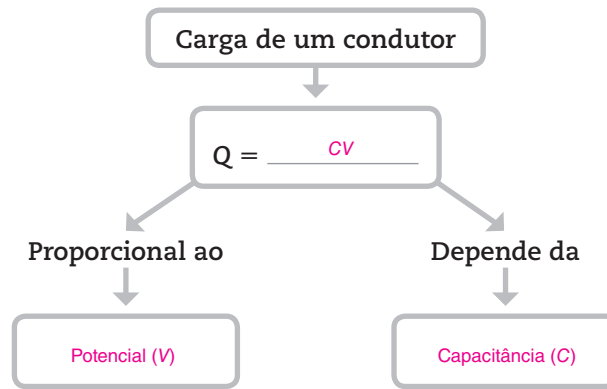 Carga de um condutor
Q = CV
Proporcional ao
Depende da
Potencial (V)
Capacitância (C)